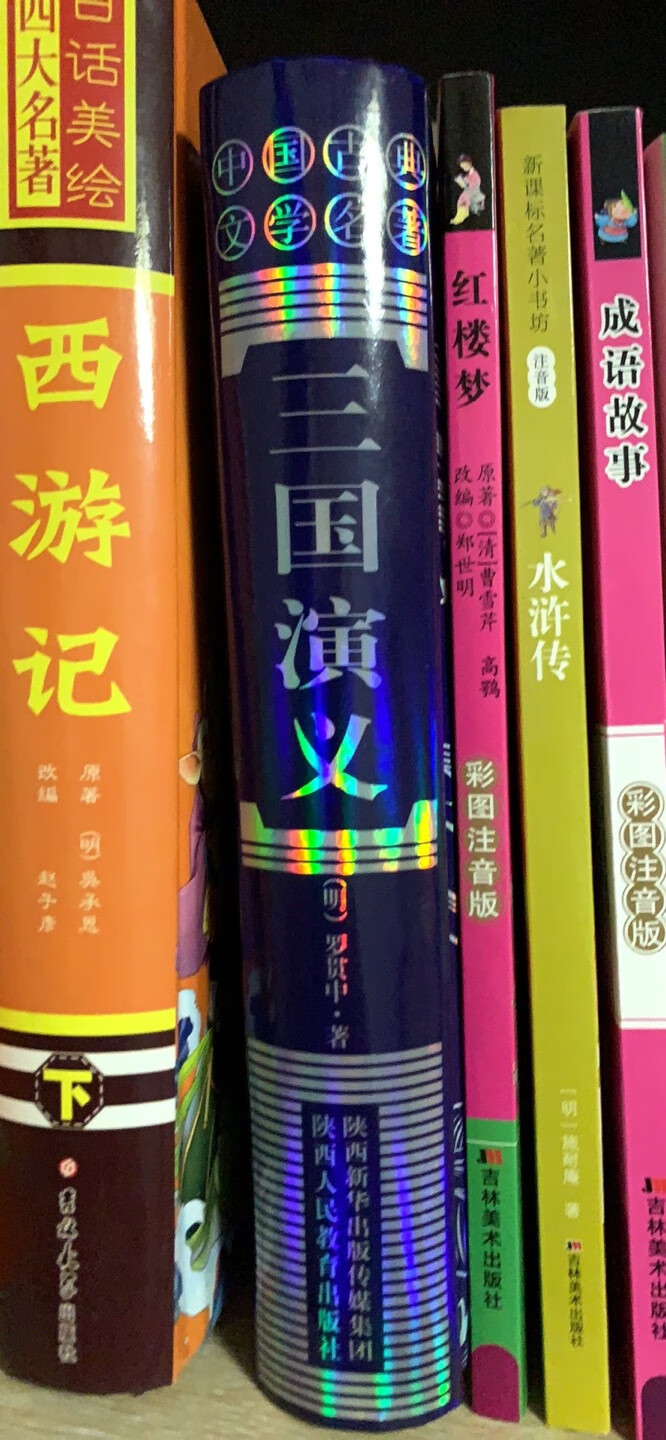 四大名著
白话美绘
西游记
原著 (明) 吴承恩
改编 赵子彦
下
中国古典
文学名著
三国演义
(明) 罗贯中·著
陕西新华出版传媒集团
陕西人民教育出版社
红楼梦
原著◎[清]曹雪芹 高鹗
改编◎郑世明
彩图注音版
吉林美术出版社
新课标名著小书坊
注音版
水浒传
[明]施耐庵 著
吉林美术出版社
成语故事
彩图注音版
吉林美术出版社